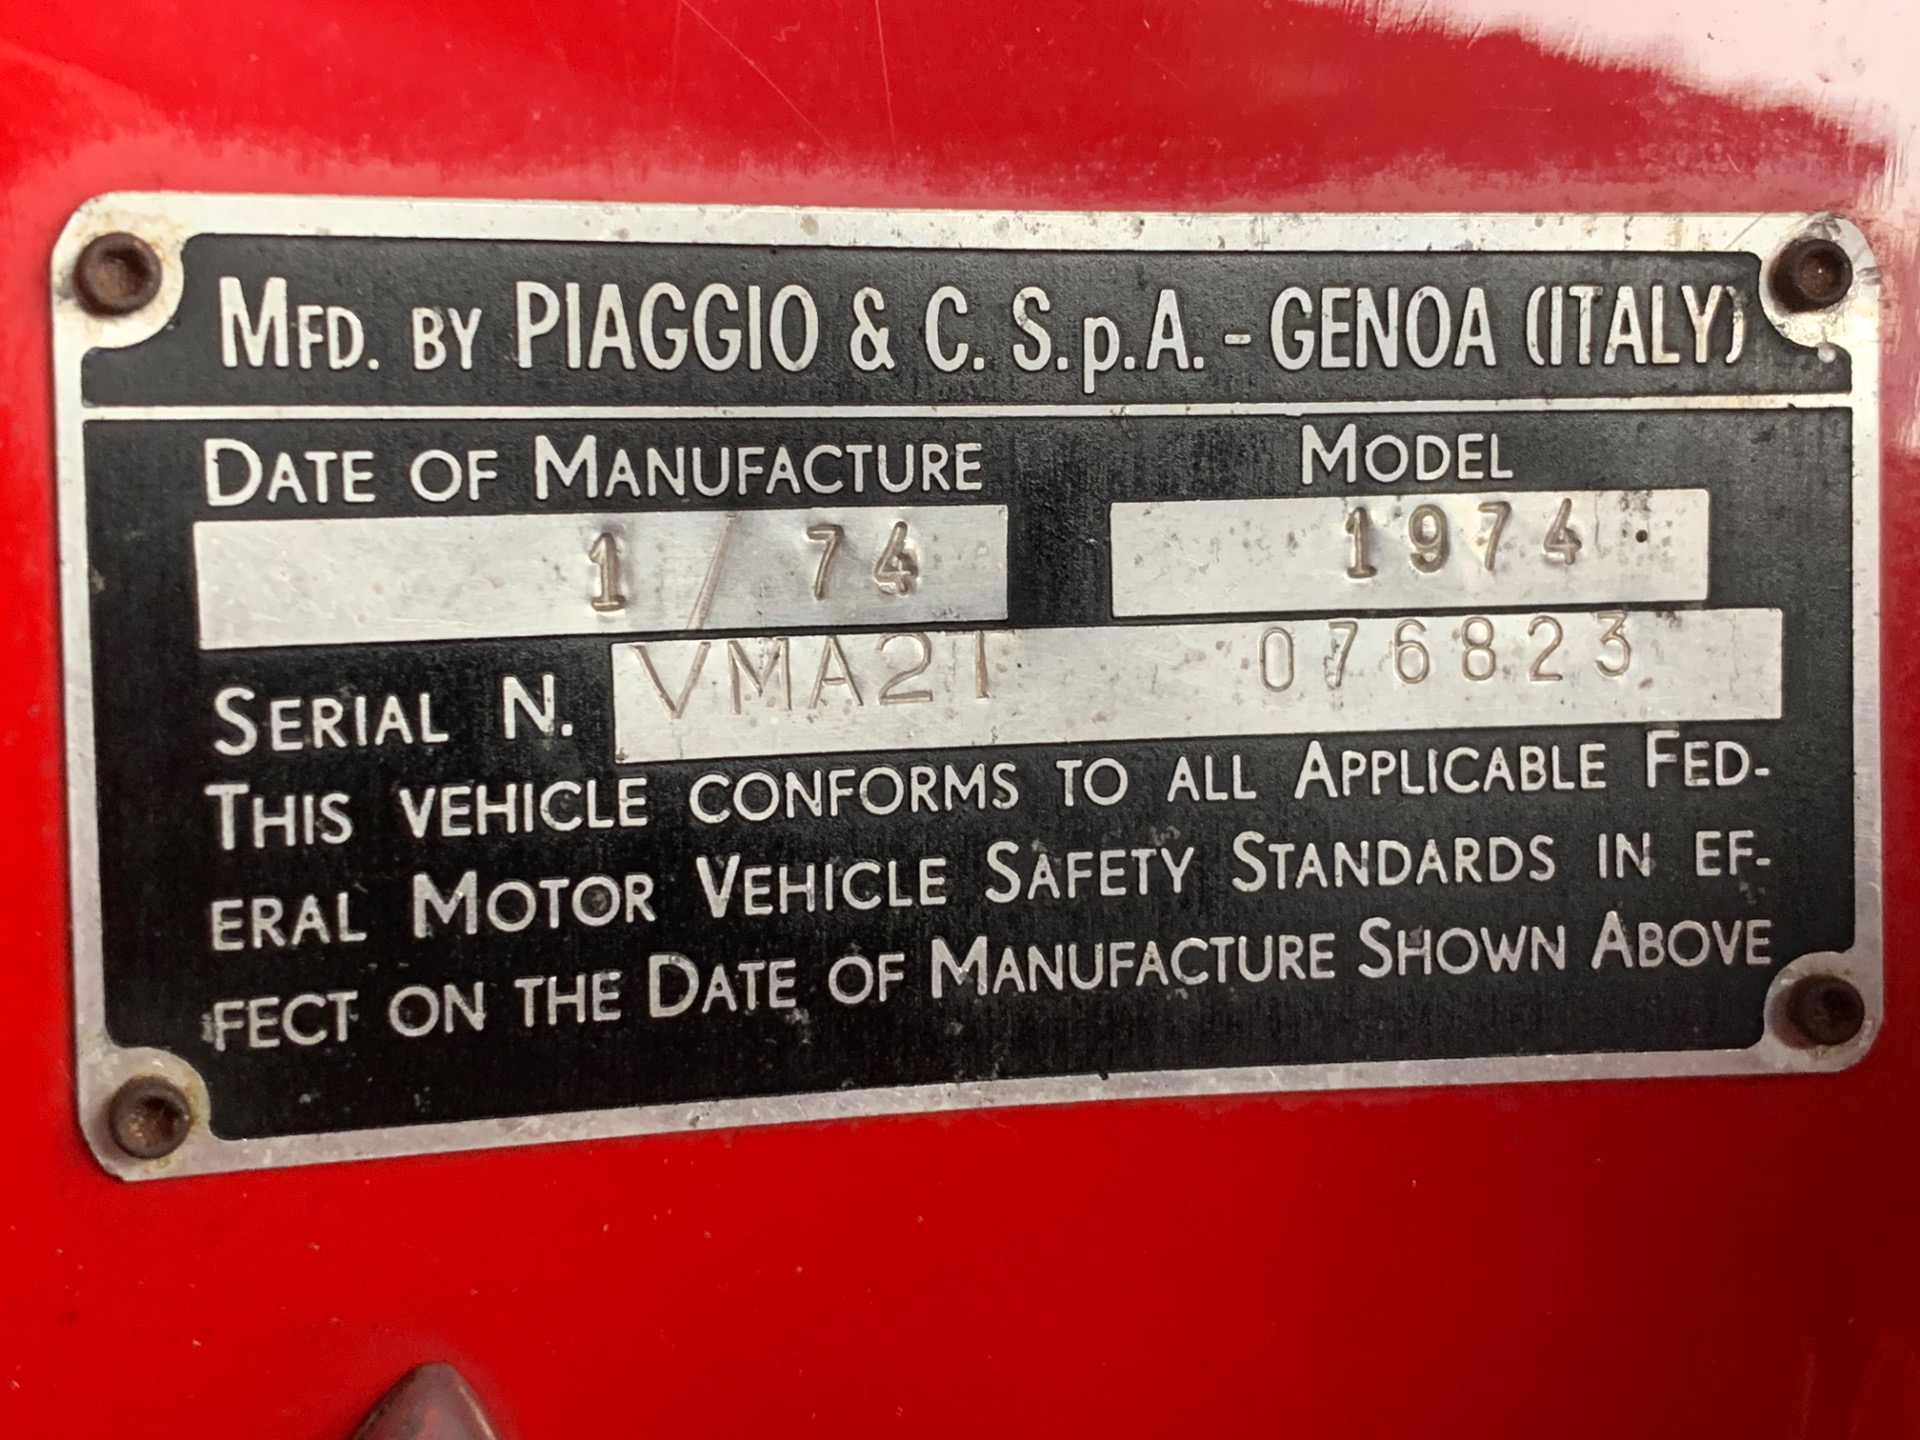 MFD. BY PIAGGIO & C. S.p.A. - GENOA (ITALY)
DATE OF MANUFACTURE MODEL
1 / 74 1974
SERIAL N. VMA2T 076823
THIS VEHICLE CONFORMS TO ALL APPLICABLE FED-
ERAL MOTOR VEHICLE SAFETY STANDARDS IN EF-
FECT ON THE DATE OF MANUFACTURE SHOWN ABOVE